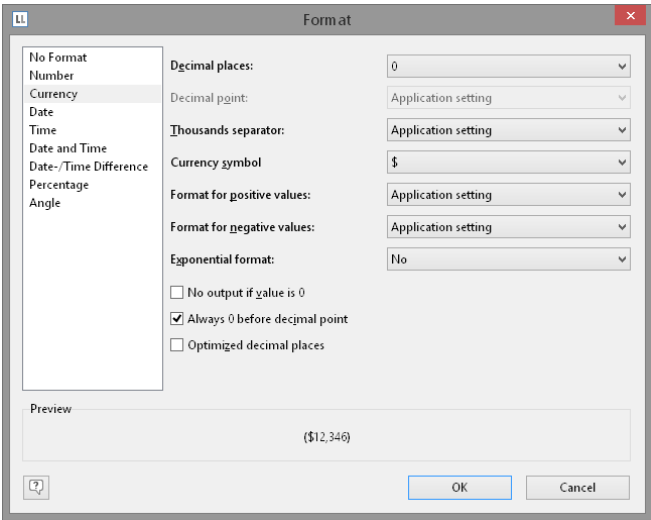 LL
Format
No Format
Number
Currency
Date
Time
Date and Time
Date-/Time Difference
Percentage
Angle
Decimal places:
0
Decimal point:
Application setting
Thousands separator:
Application setting
Currency symbol
$
Format for positive values:
Application setting
Format for negative values:
Application setting
Exponential format:
No
No output if value is 0
Always 0 before decimal point
Optimized decimal places
Preview
($12,346)
OK
Cancel